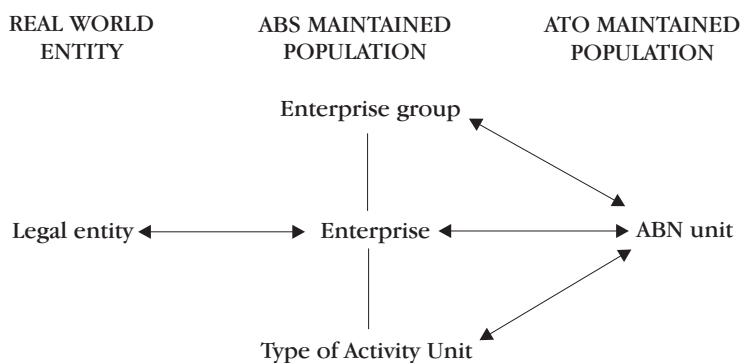 REAL WORLD
ENTITY
ABS MAINTAINED
POPULATION
ATO MAINTAINED
POPULATION
Enterprise group
Legal entity
Enterprise
ABN unit
Type of Activity Unit